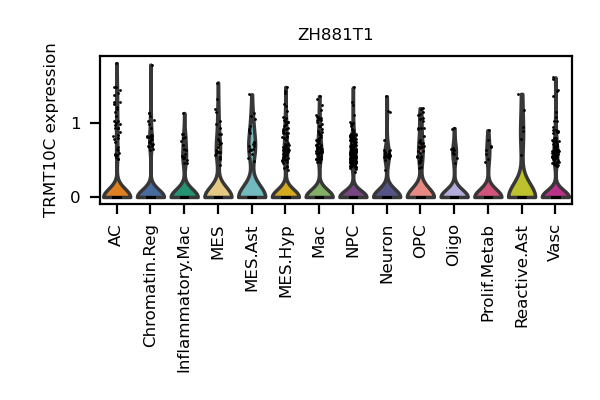 ZH881T1
TRMT10C expression
1
0
AC
Chromatin.Reg
Inflammatory.Mac
MES
MES.Ast
MES.Hyp
Mac
NPC
Neuron
OPC
Oligo
Prolif.Metab
Reactive.Ast
Vasc